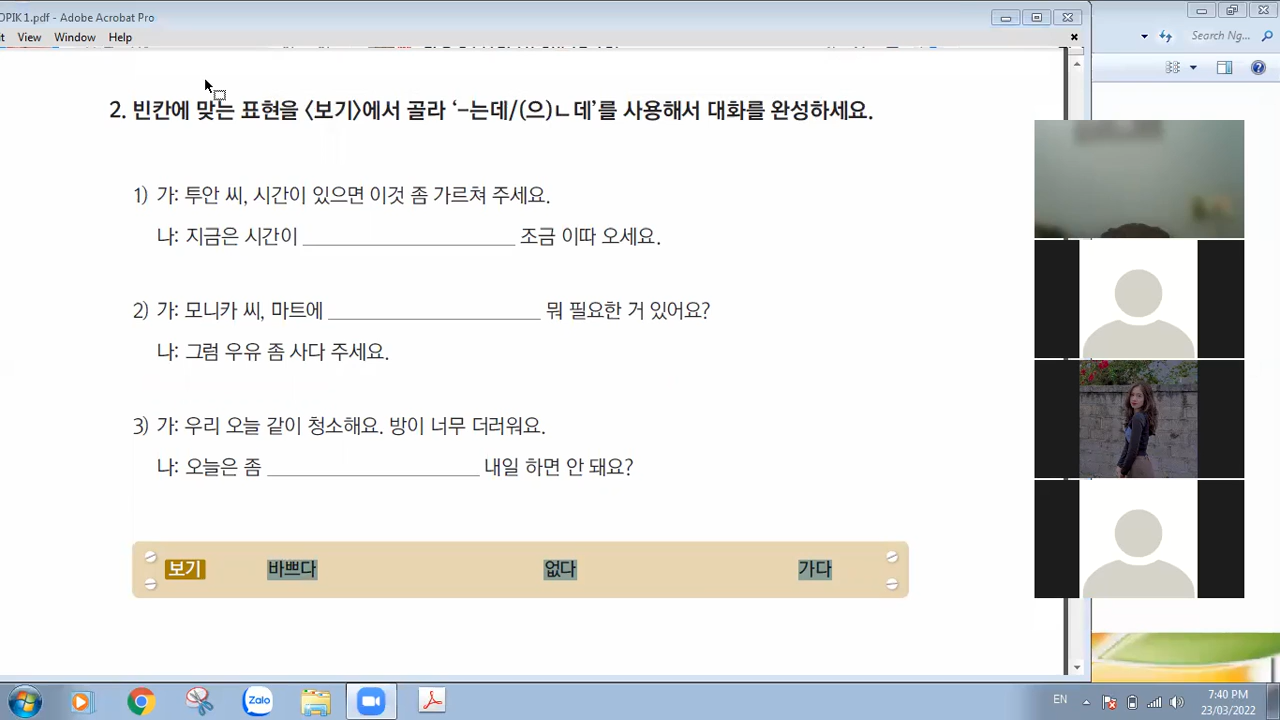 OPIK 1.pdf - Adobe Acrobat Pro
View Window Help
Search Ng...
2. 빈칸에 맞는 표현을 〈보기〉에서 골라 ‘-는데/(으)ㄴ데’를 사용해서 대화를 완성하세요.
1) 가: 투안 씨, 시간이 있으면 이것 좀 가르쳐 주세요.
나: 지금은 시간이 ____________________ 조금 이따 오세요.
2) 가: 모니카 씨, 마트에 ____________________ 뭐 필요한 거 있어요?
나: 그럼 우유 좀 사다 주세요.
3) 가: 우리 오늘 같이 청소해요. 방이 너무 더러워요.
나: 오늘은 좀 ____________________ 내일 하면 안 돼요?
보기 바쁘다 없다 가다
Zalo
EN
7:40 PM
23/03/2022